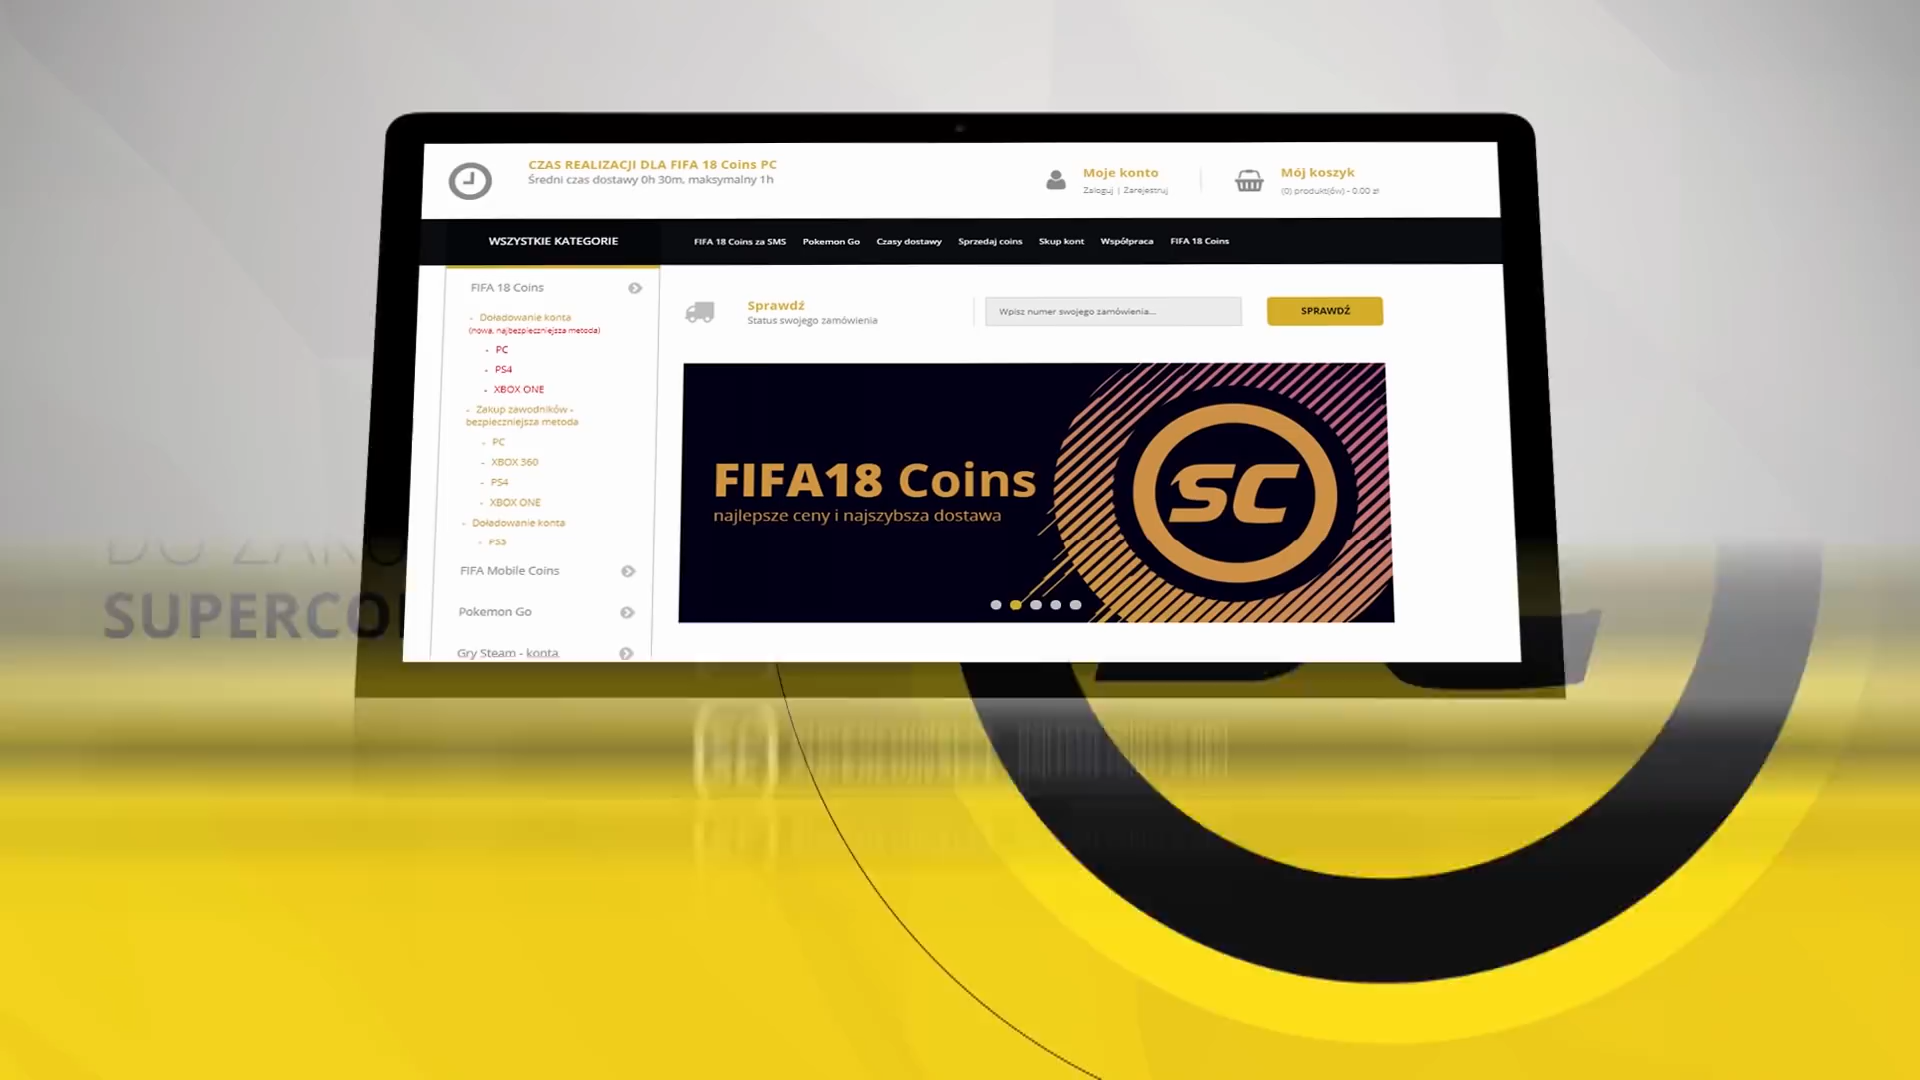 CZAS REALIZACJI DLA FIFA 18 Coins PC
Średni czas dostawy 0h 30m, maksymalny 1h
Moje konto
Zaloguj | Zarejestruj
Mój koszyk
(0) produkt(ów) - 0.00 zł
WSZYSTKIE KATEGORIE
FIFA 18 Coins za SMS
Pokemon Go
Czasy dostawy
Sprzedaj coins
Skup kont
Współpraca
FIFA 18 Coins
FIFA 18 Coins
- Doładowanie konta
(nowa, najbezpieczniejsza metoda)
- PC
- PS4
- XBOX ONE
- Zakup zawodników -
bezpieczniejsza metoda
- PC
- XBOX 360
- PS4
- XBOX ONE
- Doładowanie konta
- PS3
FIFA Mobile Coins
Pokemon Go
Gry Steam - konta
Sprawdź
Status swojego zamówienia
Wpisz numer swojego zamówienia...
SPRAWDŹ
FIFA18 Coins
najlepsze ceny i najszybsza dostawa
SC
DO ZAKU
SUPERCO